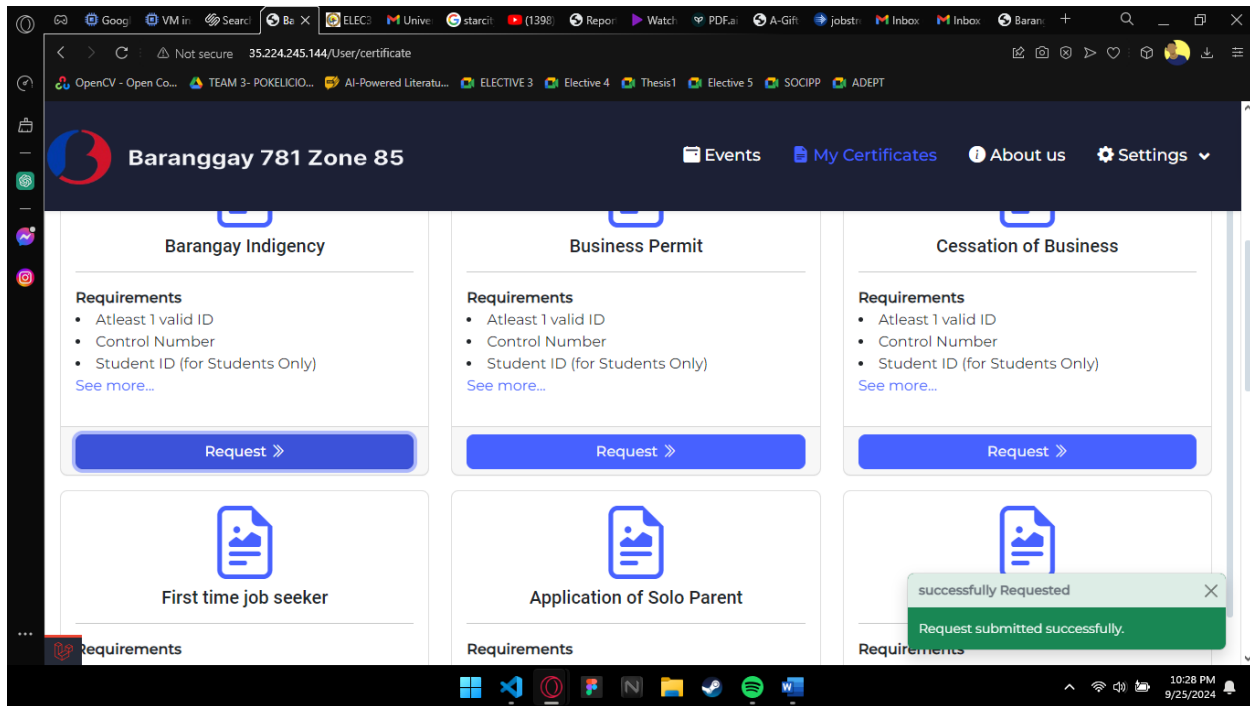 Googl
VM in
Search
Ba
ELEC3
Univer
starcit
(1398)
Report
Watch
PDF.ai
A-Gift
jobstr
Inbox
Inbox
Barang
Not secure 35.224.245.144/User/certificate
OpenCV - Open Co...
TEAM 3- POKELICIO...
AI-Powered Literatu...
ELECTIVE 3
Elective 4
Thesis1
Elective 5
SOCIPP
ADEPT
Baranggay 781 Zone 85
Events
My Certificates
About us
Settings
Barangay Indigency
Requirements
• Atleast 1 valid ID
• Control Number
• Student ID (for Students Only)
See more...
Request
Business Permit
Requirements
• Atleast 1 valid ID
• Control Number
• Student ID (for Students Only)
See more...
Request
Cessation of Business
Requirements
• Atleast 1 valid ID
• Control Number
• Student ID (for Students Only)
See more...
Request
First time job seeker
Requirements
Application of Solo Parent
Requirements
Requirements
successfully Requested
Request submitted successfully.
10:28 PM
9/25/2024